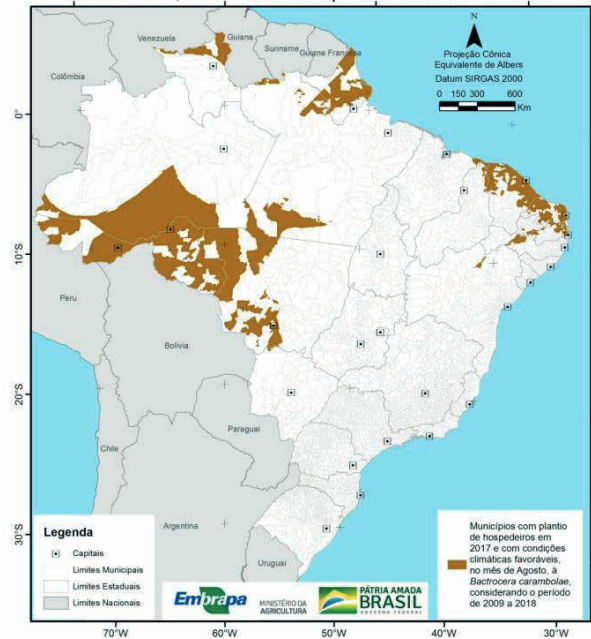 N
Projeção Cônica
Equivalente de Albers
Datum SIRGAS 2000
0 150 300 600
Km
Venezuela
Guiana
Suriname
Guiana Francesa
Colômbia
Peru
Bolívia
Paraguai
Chile
Argentina
Uruguai
0°
10°S
20°S
30°S
70°W
60°W
50°W
40°W
30°W
Legenda
Capitais
Limites Municipais
Limites Estaduais
Limites Nacionais
Embrapa
MINISTÉRIO DA
AGRICULTURA
PÁTRIA AMADA
BRASIL
GOVERNO FEDERAL
Municípios com plantio
de hospedeiros em
2017 e com condições
climáticas favoráveis,
no mês de Agosto, à
Bactrocera carambolae,
considerando o período
de 2009 a 2018